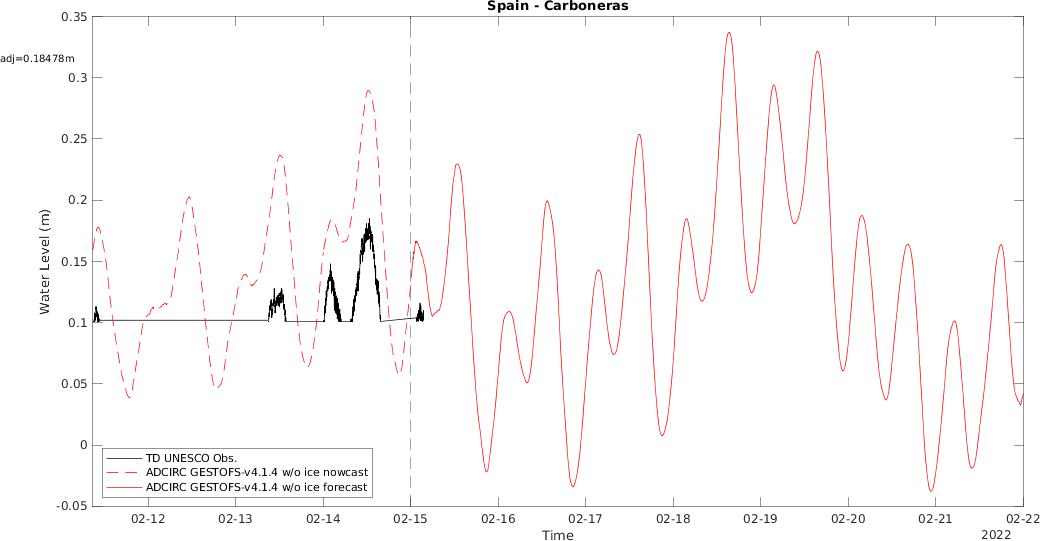 Spain - Carboneras
adj=0.18478m
0.35
0.3
0.25
0.2
0.15
0.1
0.05
0
-0.05
Water Level (m)
TD UNESCO Obs.
ADCIRC GESTOFS-v4.1.4 w/o ice nowcast
ADCIRC GESTOFS-v4.1.4 w/o ice forecast
02-12 02-13 02-14 02-15 02-16 02-17 02-18 02-19 02-20 02-21 02-22
Time
2022